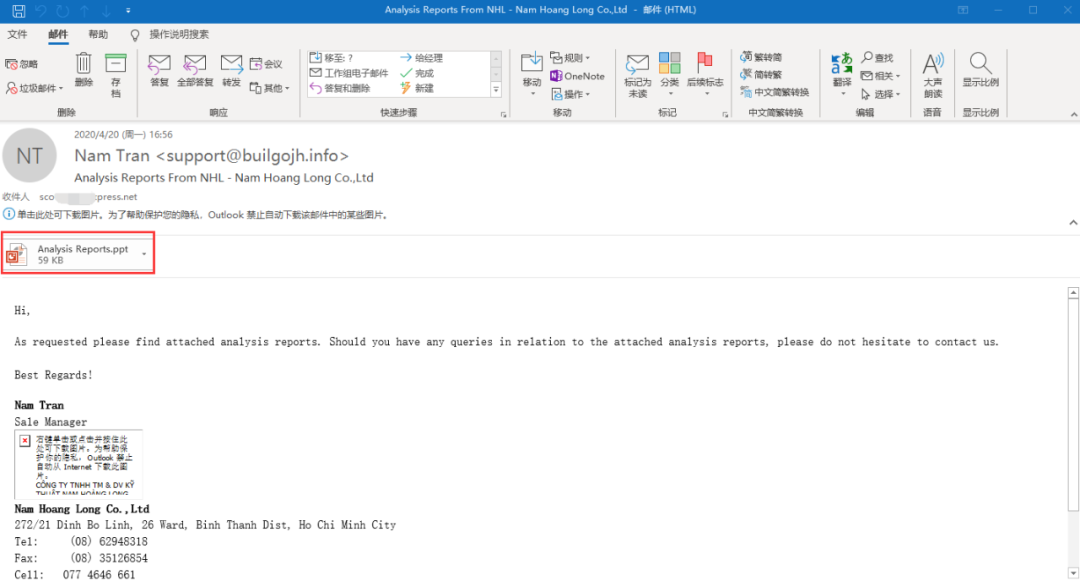 Analysis Reports From NHL - Nam Hoang Long Co.,Ltd - 邮件 (HTML)
文件 邮件 帮助 操作说明搜索
忽略
垃圾邮件
删除
存档
删除
答复
全部答复
转发
会议
其他
响应
移至: ?
工作组电子邮件
答复和删除
给经理
完成
新建
快速步骤
移动
规则
OneNote
操作
移动
标记为未读
分类
后续标志
标记
繁转简
简转繁
中文简繁转换
中文简繁转换
翻译
查找
相关
选择
编辑
大声朗读
语音
显示比例
显示比例
NT
2020/4/20 (周一) 16:56
Nam Tran <support@builgojh.info>
Analysis Reports From NHL - Nam Hoang Long Co.,Ltd
收件人 sco press.net
单击此处可下载图片。为了帮助保护您的隐私，Outlook 禁止自动下载该邮件中的某些图片。
Analysis Reports.ppt
59 KB
Hi,
As requested please find attached analysis reports. Should you have any queries in relation to the attached analysis reports, please do not hesitate to contact us.
Best Regards!
Nam Tran
Sale Manager
右键单击或点击并按住此
处可下载图片。为帮助保
护你的隐私，Outlook 禁止
自动从 Internet 下载此图
片。
CÔNG TY TNHH TM & DV KỸ
THUẬT NAM HOÀNG LONG
Nam Hoang Long Co.,Ltd
272/21 Dinh Bo Linh, 26 Ward, Binh Thanh Dist, Ho Chi Minh City
Tel: (08) 62948318
Fax: (08) 35126854
Cell: 077 4646 661